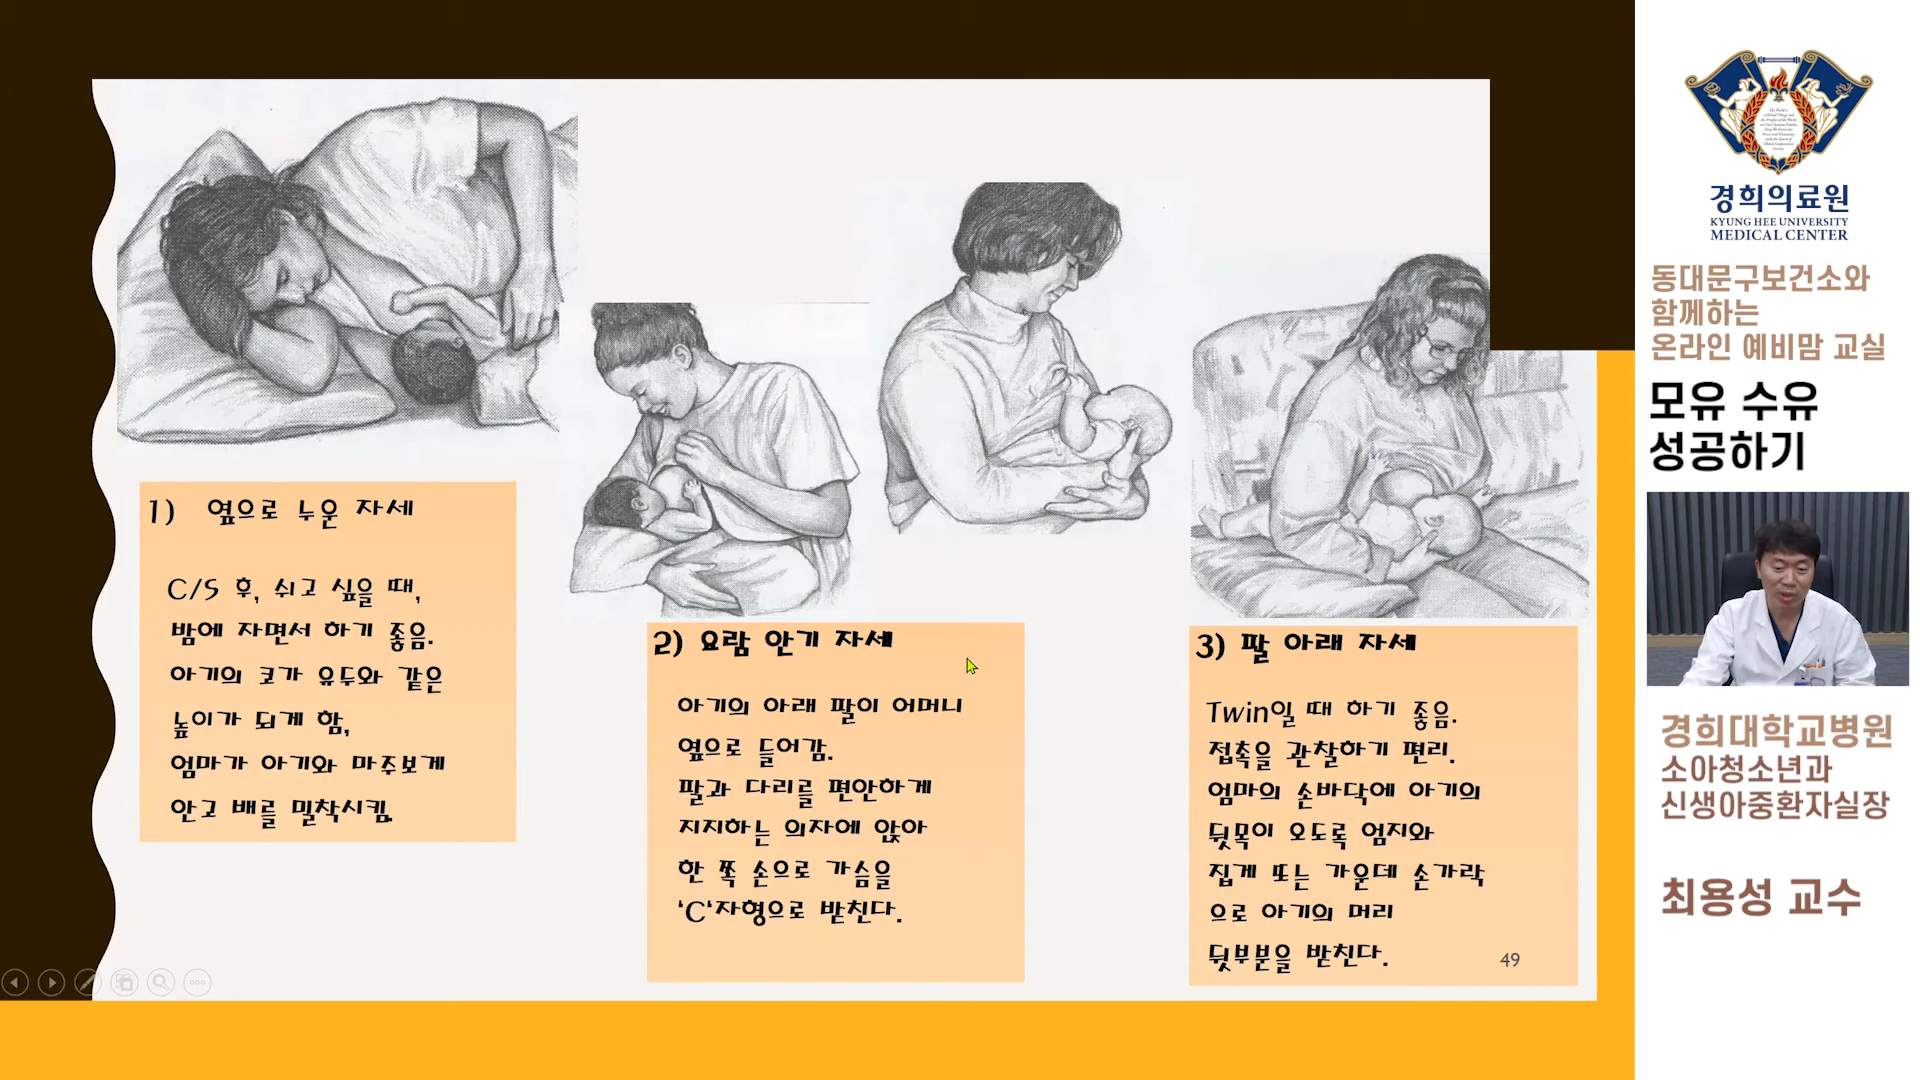 1) 옆으로 누운 자세
C/S 후, 쉬고 싶을 때,
밤에 자면서 하기 좋음.
아기의 코가 유두와 같은
높이가 되게 함,
엄마가 아기와 마주보게
안고 배를 밀착시킴.
2) 요람 안기 자세
아기의 아래 팔이 어머니
옆으로 들어감.
팔과 다리를 편안하게
지지하는 의자에 앉아
한 쪽 손으로 가슴을
'C'자형으로 받친다.
3) 팔 아래 자세
Twin일 때 하기 좋음.
접촉을 관찰하기 편리.
엄마의 손바닥에 아기의
뒷목이 오도록 엄지와
집게 또는 가운데 손가락
으로 아기의 머리
뒷부분을 받친다.
49
경희의료원
KYUNG HEE UNIVERSITY
MEDICAL CENTER
동대문구보건소와
함께하는
온라인 예비맘 교실
모유 수유
성공하기
경희대학교병원
소아청소년과
신생아중환자실장
최용성 교수